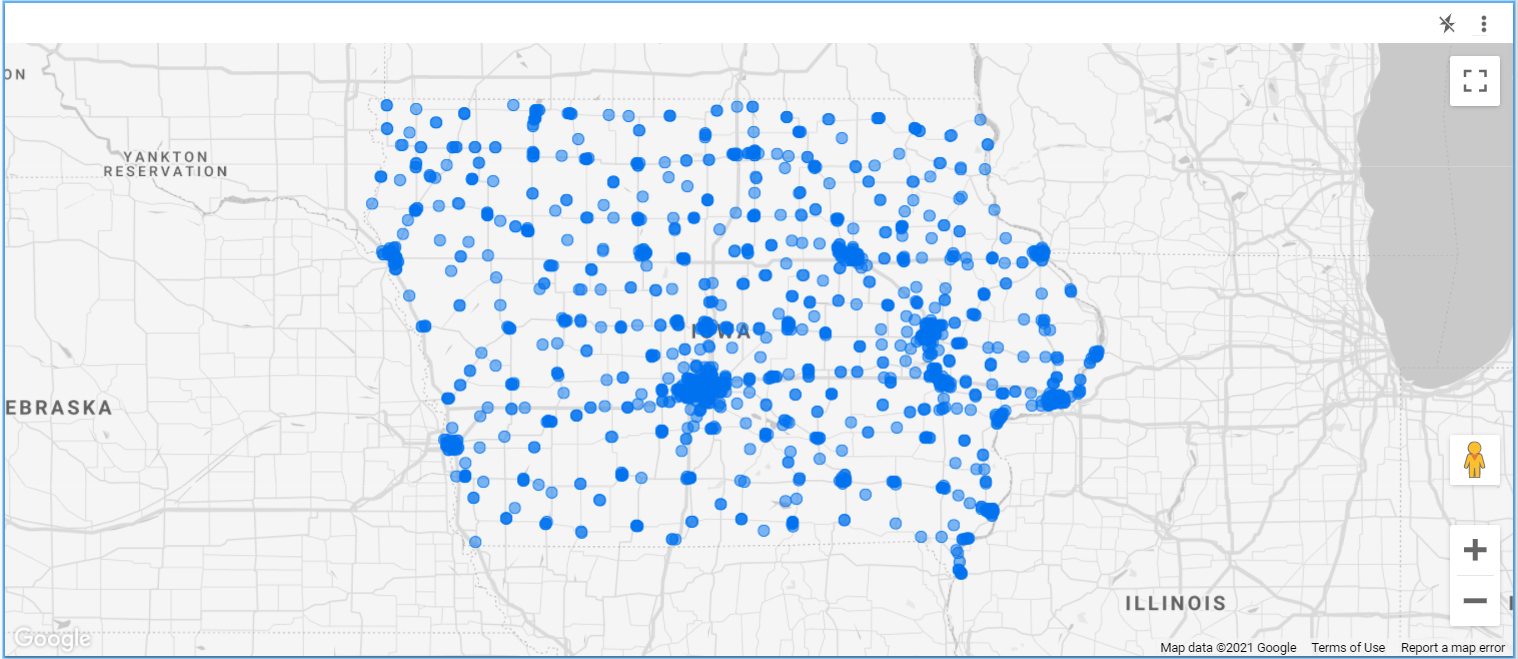 ON
YANKTON
RESERVATION
IOWA
EBRASKA
ILLINOIS
Google
Map data ©2021 Google Terms of Use Report a map error